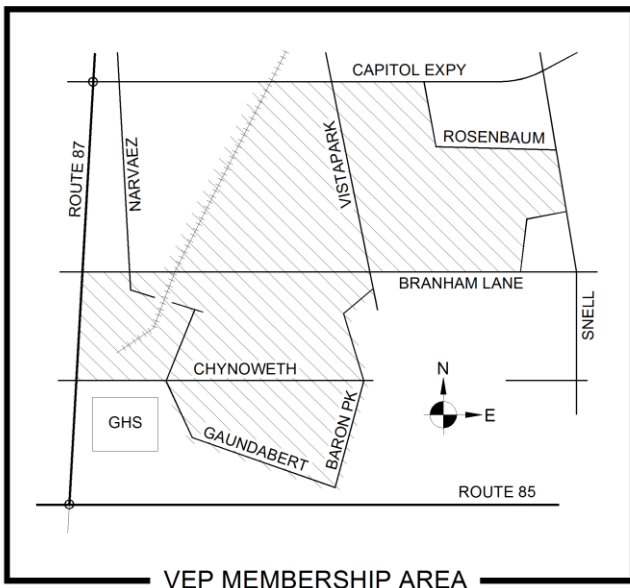 CAPITOL EXPY
ROSENBAUM
ROUTE 87
NARVAEZ
VISTAPARK
BRANHAM LANE
SNELL
CHYNOWETH
N
E
GHS
GAUNDABERT
BARON PK
ROUTE 85
VEP MEMBERSHIP AREA